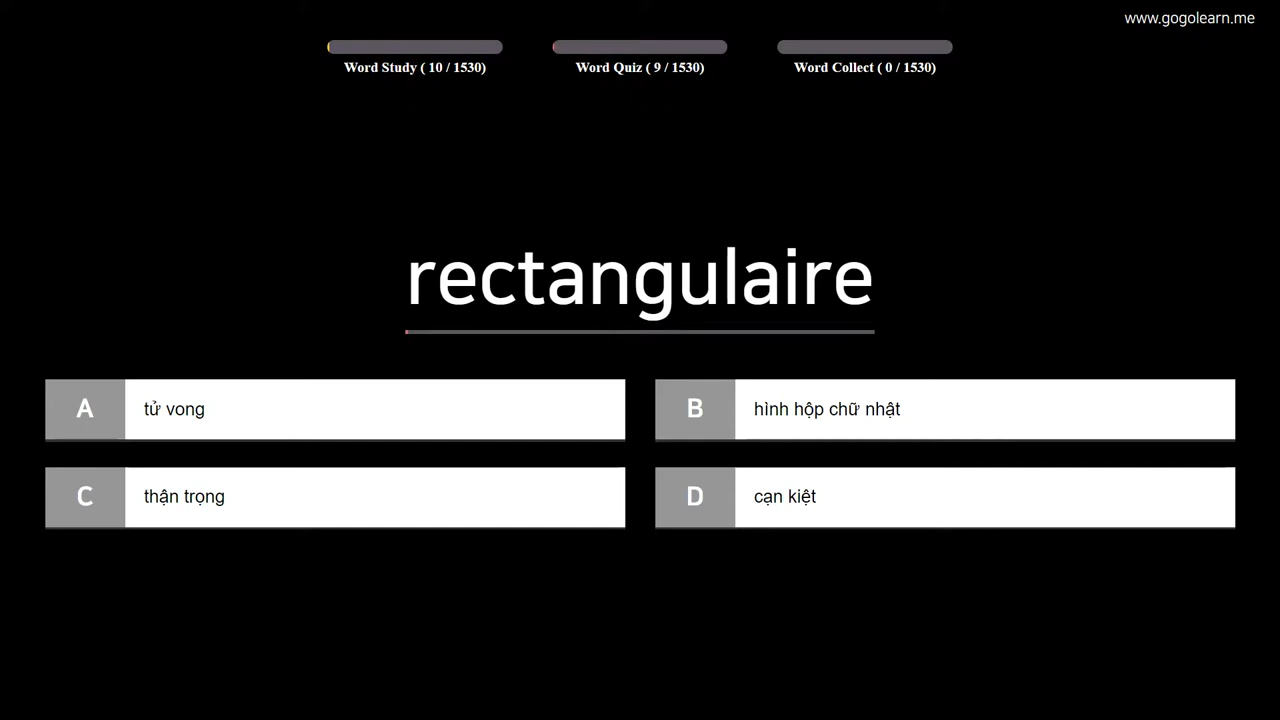 www.gogolearn.me
Word Study ( 10 / 1530)
Word Quiz ( 9 / 1530)
Word Collect ( 0 / 1530)
rectangulaire
A tử vong
B hình hộp chữ nhật
C thận trọng
D cạn kiệt